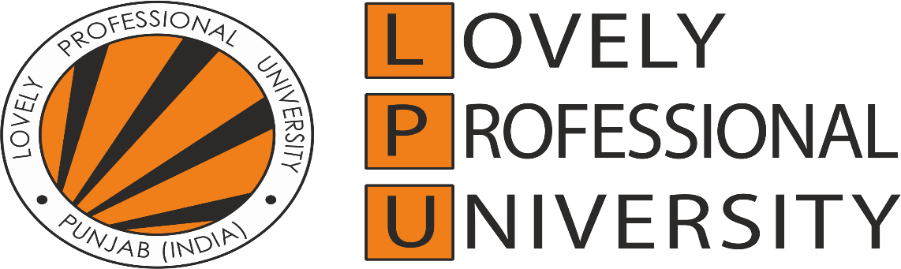 LOVELY PROFESSIONAL UNIVERSITY
PUNJAB (INDIA)
LOVELY
PROFESSIONAL
UNIVERSITY